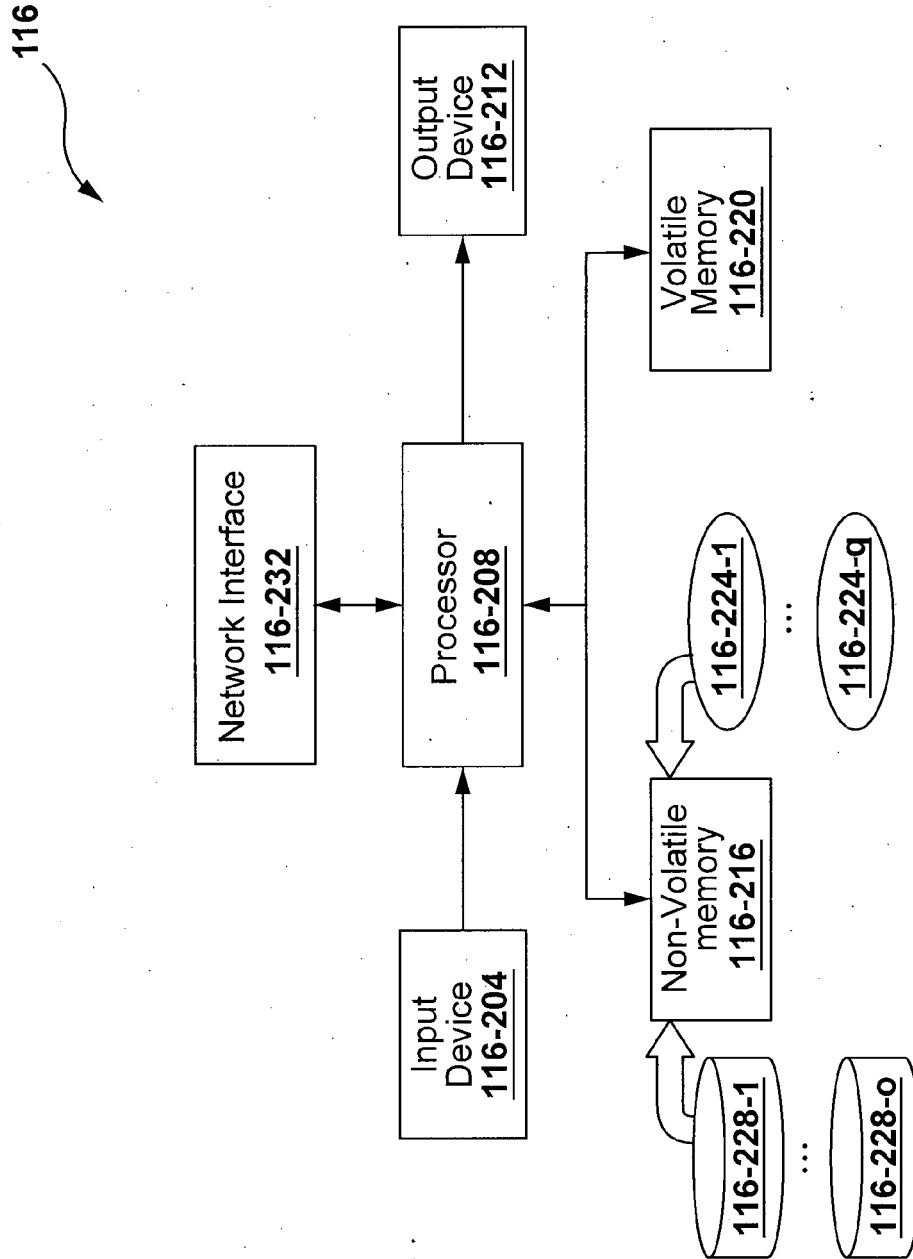 116
Network Interface
116-232
Input
Device
116-204
Processor
116-208
Output
Device
116-212
Non-Volatile
memory
116-216
Volatile
Memory
116-220
116-228-1
...
116-228-o
116-224-1
...
116-224-q